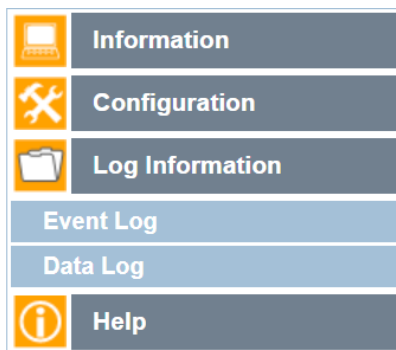 Information
Configuration
Log Information
Event Log
Data Log
Help